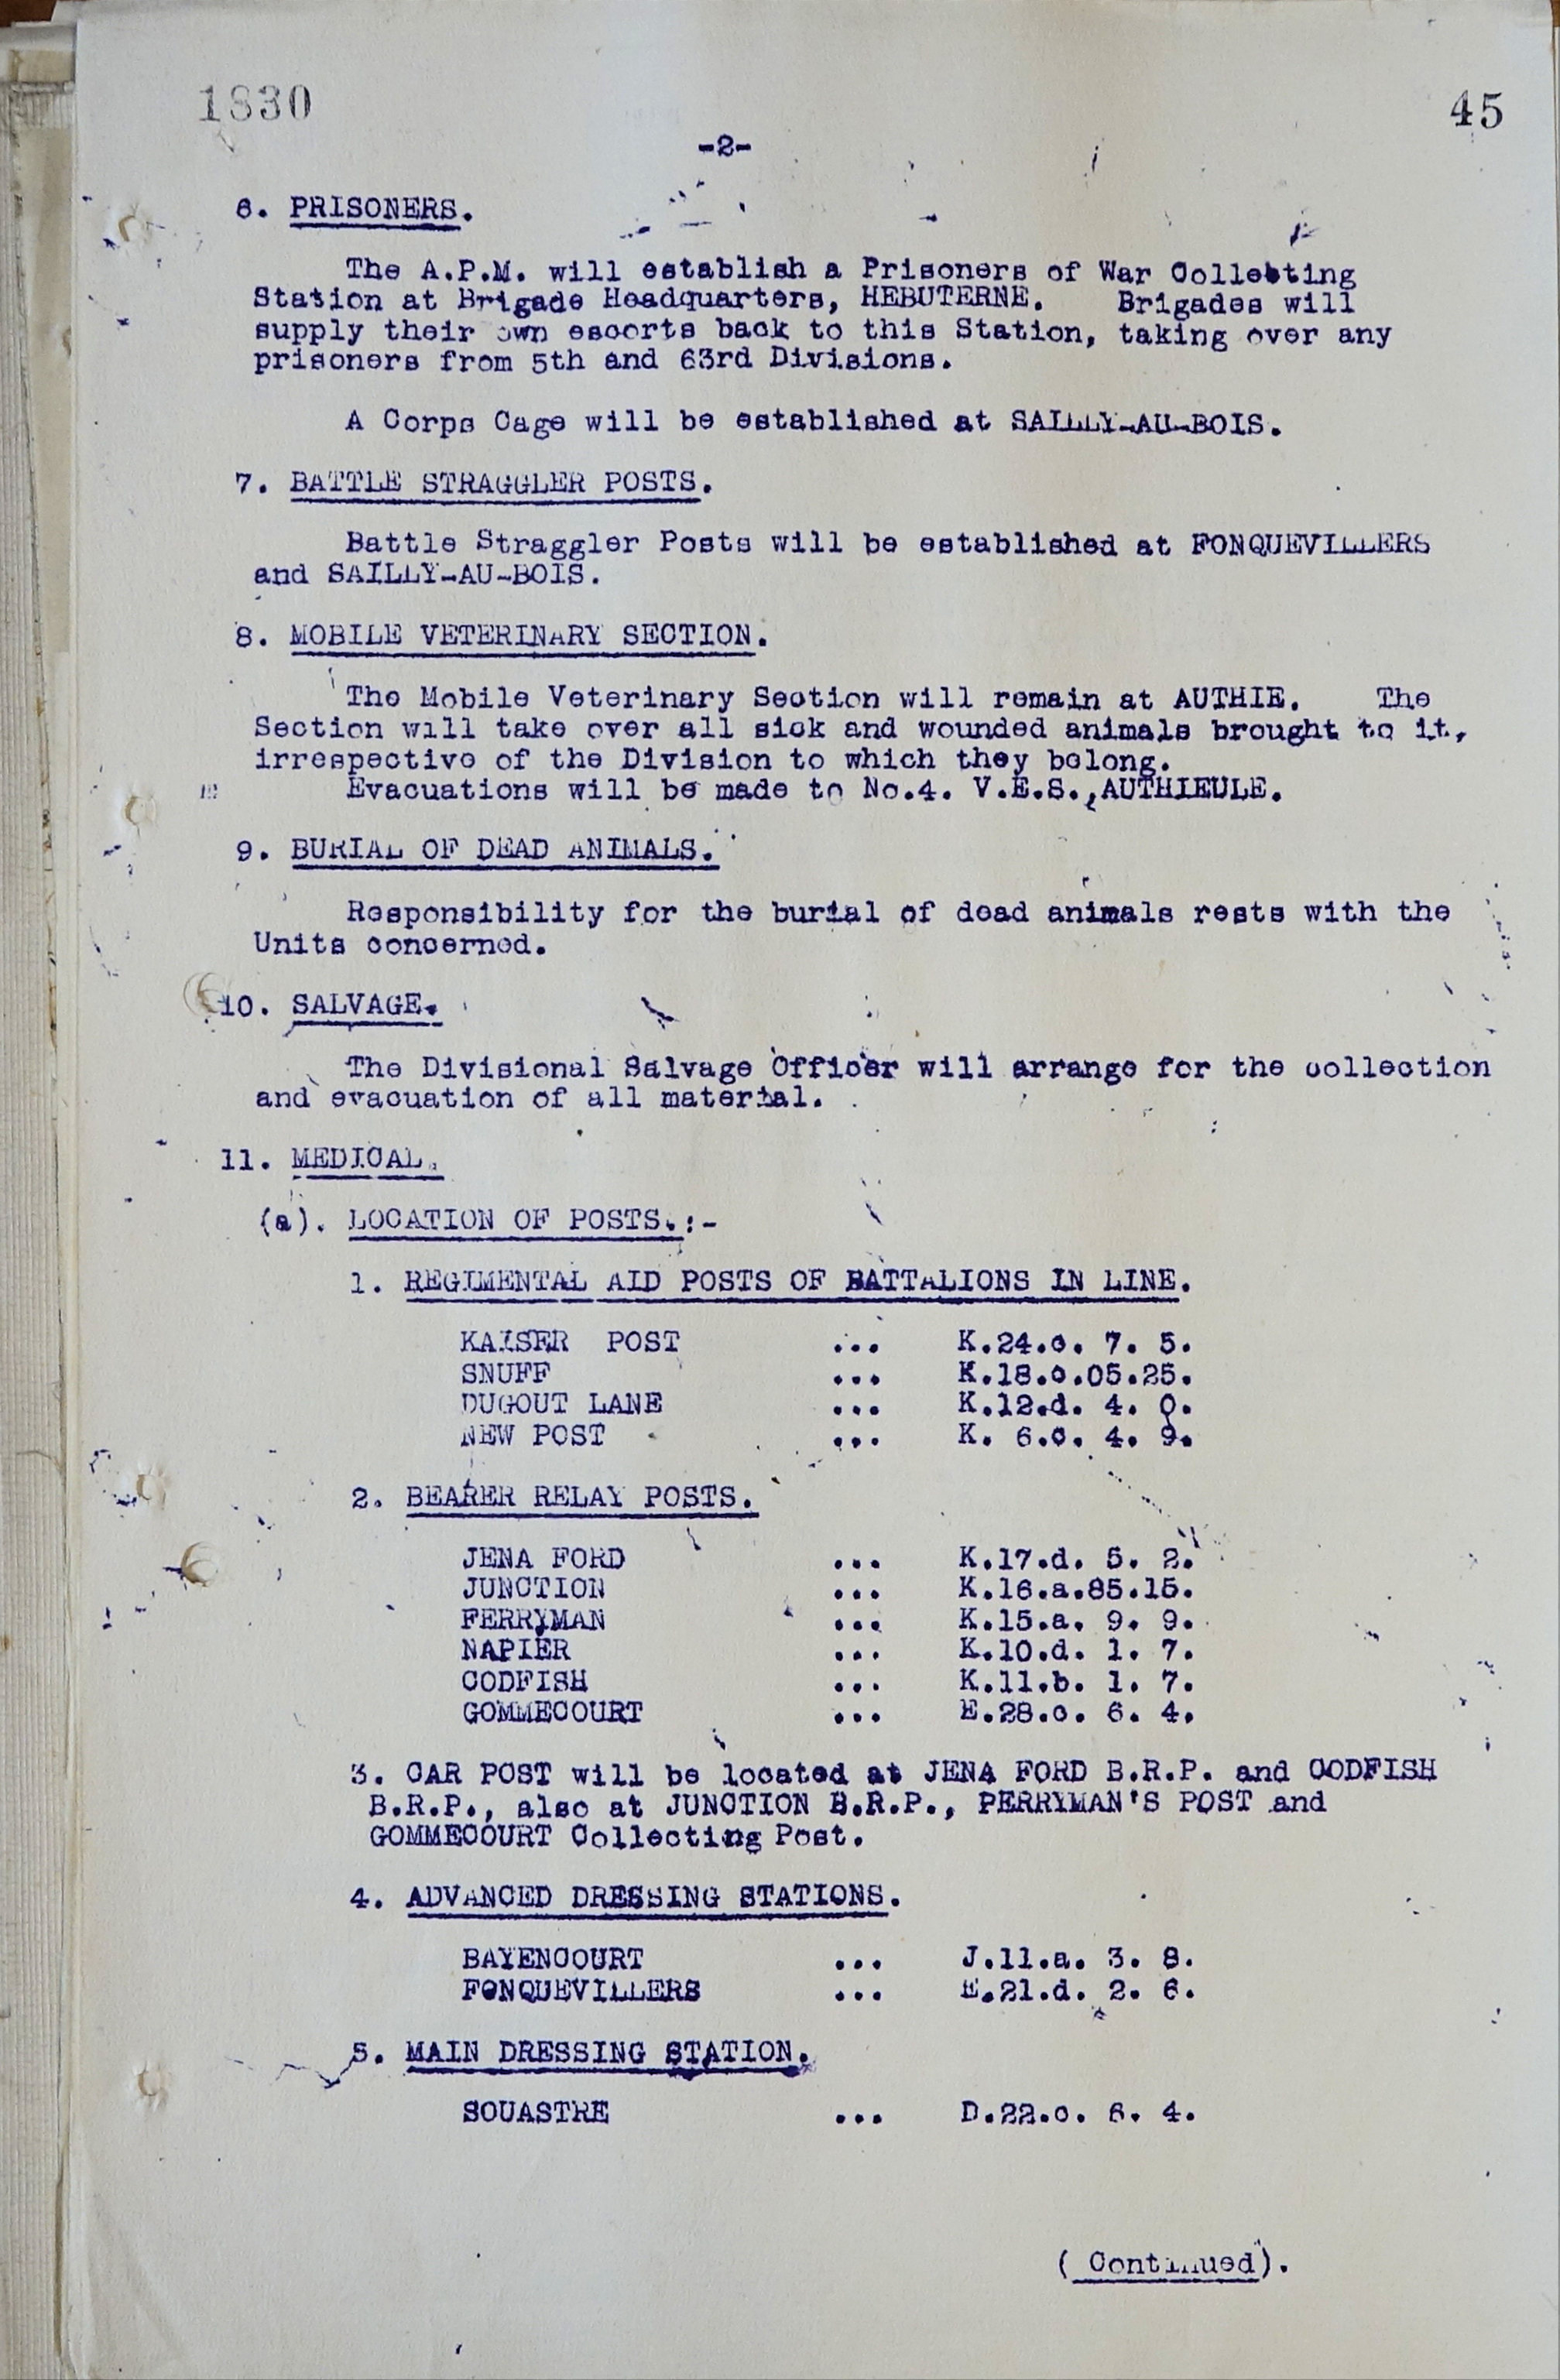 1830
45
-2-
6. PRISONERS.
The A.P.M. will establish a Prisoners of War Collecting
Station at Brigade Headquarters, HEBUTERNE. Brigades will
supply their own escorts back to this Station, taking over any
prisoners from 5th and 63rd Divisions.
A Corps Cage will be established at SAILLY-AU-BOIS.
7. BATTLE STRAGGLER POSTS.
Battle Straggler Posts will be established at FONQUEVILLERS
and SAILLY-AU-BOIS.
8. MOBILE VETERINARY SECTION.
The Mobile Veterinary Section will remain at AUTHIE. The
Section will take over all sick and wounded animals brought to it,
irrespective of the Division to which they belong.
Evacuations will be made to No.4. V.E.S., AUTHIEULE.
9. BURIAL OF DEAD ANIMALS.
Responsibility for the burial of dead animals rests with the
Units concerned.
10. SALVAGE.
The Divisional Salvage Officer will arrange for the collection
and evacuation of all material.
11. MEDICAL.
(a). LOCATION OF POSTS.:-
1. REGIMENTAL AID POSTS OF BATTALIONS IN LINE.
KAISER POST ... K.24.c. 7. 5.
SNUFF ... K.18.c.05.25.
DUGOUT LANE ... K.12.d. 4. 0.
NEW POST ... K. 6.c. 4. 9.
2. BEARER RELAY POSTS.
JENA FORD ... K.17.d. 5. 2.
JUNCTION ... K.16.a.85.15.
FERRYMAN ... K.15.a. 9. 9.
NAPIER ... K.10.d. 1. 7.
CODFISH ... K.11.b. 1. 7.
GOMMECOURT ... E.28.c. 6. 4.
3. CAR POST will be located at JENA FORD B.R.P. and CODFISH
B.R.P., also at JUNCTION B.R.P., PERRYMAN'S POST and
GOMMECOURT Collecting Post.
4. ADVANCED DRESSING STATIONS.
BAYENCOURT ... J.11.a. 3. 8.
FONQUEVILLERS ... E.21.d. 2. 6.
5. MAIN DRESSING STATION.
SOUASTRE ... D.22.c. 6. 4.
( Continued).